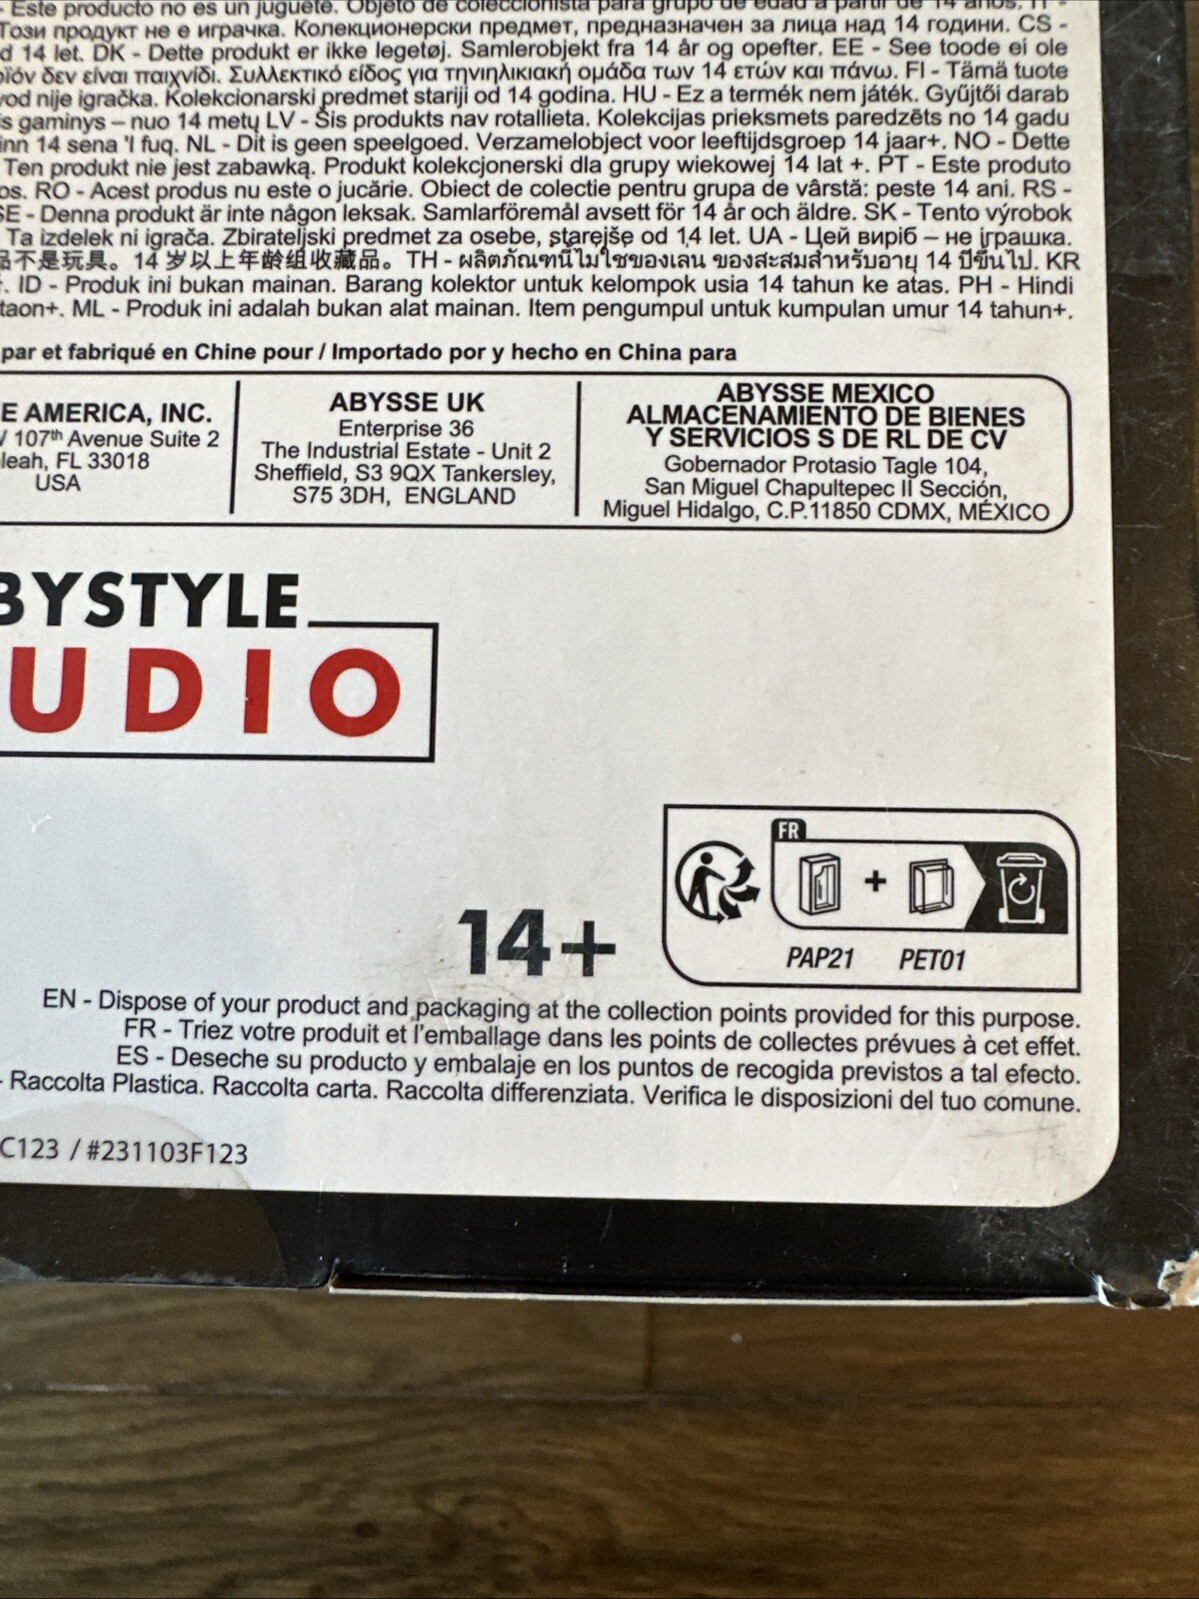 - Este producto no es un juguete. Objeto de coleccionista para grupo de edad a partir de 14 años. IT -
Този продукт не е играчка. Колекционерски предмет, предназначен за лица над 14 години. CS -
d 14 let. DK - Dette produkt er ikke legetøj. Samlerobjekt fra 14 år og opefter. EE - See toode ei ole
οϊόν δεν είναι παιχνίδι. Συλλεκτικό είδος για τηνιηλικιακή ομάδα των 14 ετών και πάνω. FI - Tämä tuote
vod nije igračka. Kolekcionarski predmet stariji od 14 godina. HU - Ez a termék nem játék. Gyűjtői darab
is gaminys – nuo 14 metų LV - Šis produkts nav rotallieta. Kolekcijas prieksmets paredzēts no 14 gadu
inn 14 sena 'l fuq. NL - Dit is geen speelgoed. Verzamelobject voor leeftijdsgroep 14 jaar+. NO - Dette
Ten produkt nie jest zabawką. Produkt kolekcjonerski dla grupy wiekowej 14 lat +. PT - Este produto
os. RO - Acest produs nu este o jucărie. Obiect de colectie pentru grupa de vârstă: peste 14 ani. RS -
SE - Denna produkt är inte någon leksak. Samlarföremål avsett för 14 år och äldre. SK - Tento výrobok
Ta izdelek ni igrača. Zbirateljski predmet za osebe, starejše od 14 let. UA - Цей виріб – не іграшка.
品不是玩具。14 岁以上年龄组收藏品。TH - ผลิตภัณฑ์นี้ไม่ใช่ของเล่น ของสะสมสำหรับอายุ 14 ปีขึ้นไป. KR
. ID - Produk ini bukan mainan. Barang kolektor untuk kelompok usia 14 tahun ke atas. PH - Hindi
taon+. ML - Produk ini adalah bukan alat mainan. Item pengumpul untuk kumpulan umur 14 tahun+.
par et fabriqué en Chine pour / Importado por y hecho en China para
E AMERICA, INC.
107th Avenue Suite 2
leah, FL 33018
USA
ABYSSE UK
Enterprise 36
The Industrial Estate - Unit 2
Sheffield, S3 9QX Tankersley,
S75 3DH, ENGLAND
ABYSSE MEXICO
ALMACENAMIENTO DE BIENES
Y SERVICIOS S DE RL DE CV
Gobernador Protasio Tagle 104,
San Miguel Chapultepec II Sección,
Miguel Hidalgo, C.P.11850 CDMX, MÉXICO
BYSTYLE
UDIO
FR
+
PAP21 PET01
14+
EN - Dispose of your product and packaging at the collection points provided for this purpose.
FR - Triez votre produit et l'emballage dans les points de collectes prévues à cet effet.
ES - Deseche su producto y embalaje en los puntos de recogida previstos a tal efecto.
- Raccolta Plastica. Raccolta carta. Raccolta differenziata. Verifica le disposizioni del tuo comune.
C123 / #231103F123